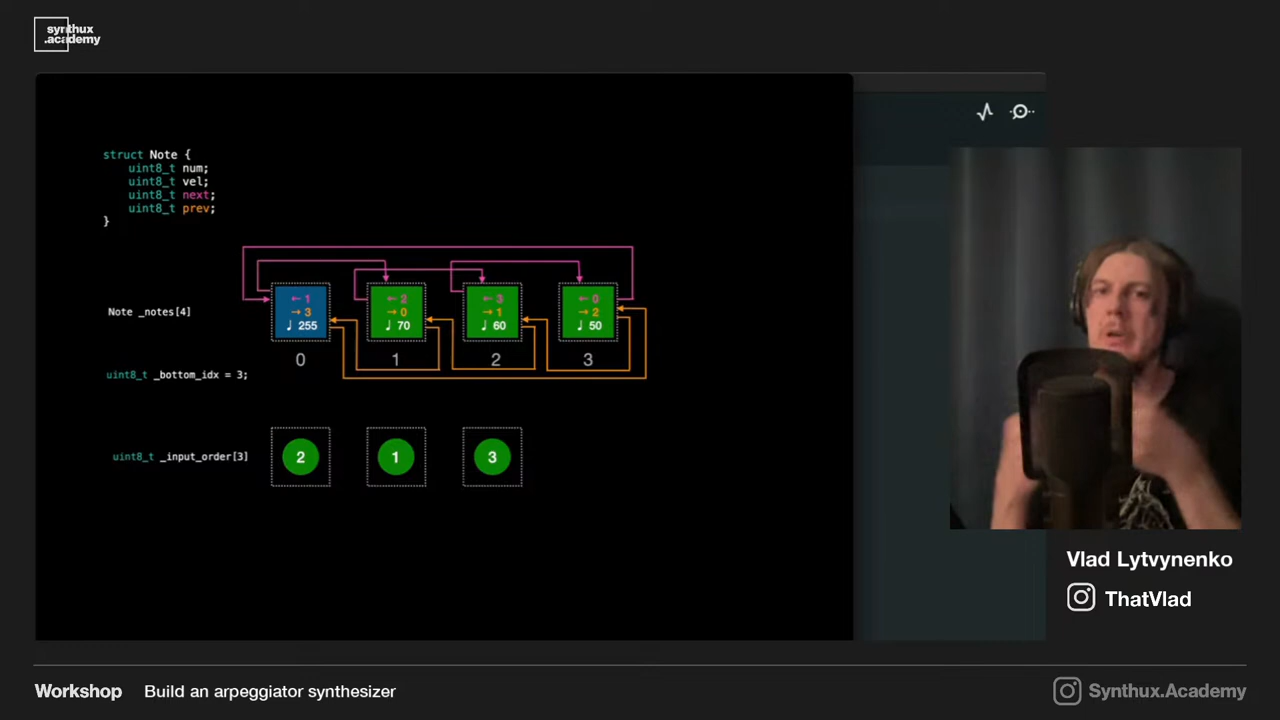 synthux
.academy
struct Note {
uint8_t num;
uint8_t vel;
uint8_t next;
uint8_t prev;
}
Note _notes[4]
← 1
→ 3
♩ 255
← 2
→ 0
♩ 70
← 3
→ 1
♩ 60
← 0
→ 2
♩ 50
0 1 2 3
uint8_t _bottom_idx = 3;
uint8_t _input_order[3] 2 1 3
Vlad Lytvynenko
ThatVlad
Workshop Build an arpeggiator synthesizer
Synthux.Academy